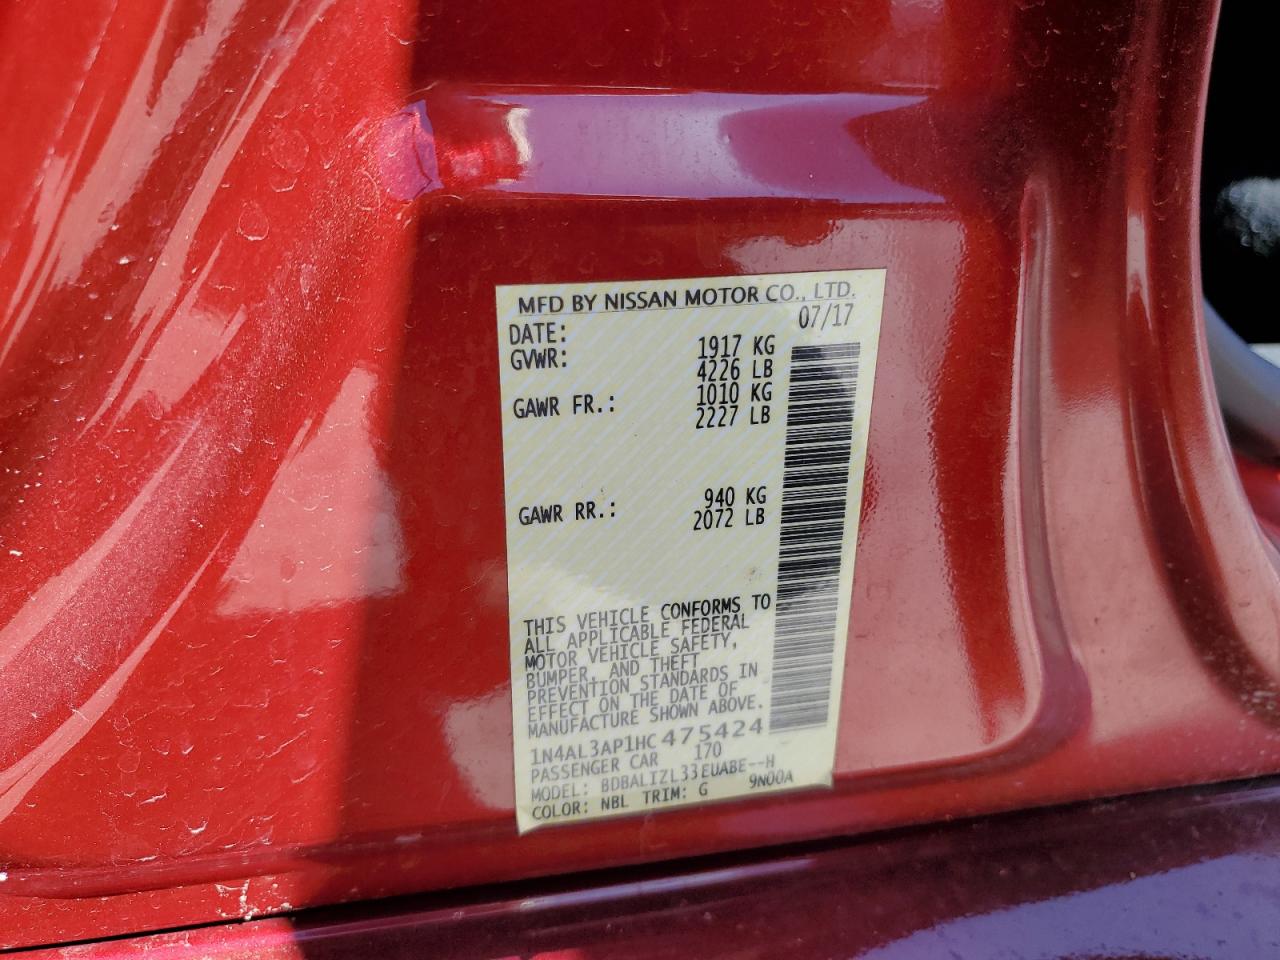 MFD BY NISSAN MOTOR CO., LTD.
DATE: 07/17
GVWR: 1917 KG
4226 LB
GAWR FR.: 1010 KG
2227 LB
GAWR RR.: 940 KG
2072 LB
THIS VEHICLE CONFORMS TO
ALL APPLICABLE FEDERAL
MOTOR VEHICLE SAFETY,
BUMPER, AND THEFT
PREVENTION STANDARDS IN
EFFECT ON THE DATE OF
MANUFACTURE SHOWN ABOVE.
1N4AL3AP1HC475424
PASSENGER CAR 170
MODEL: BDBALIZL33EUABE--H
COLOR: NBL TRIM: G 9N00A